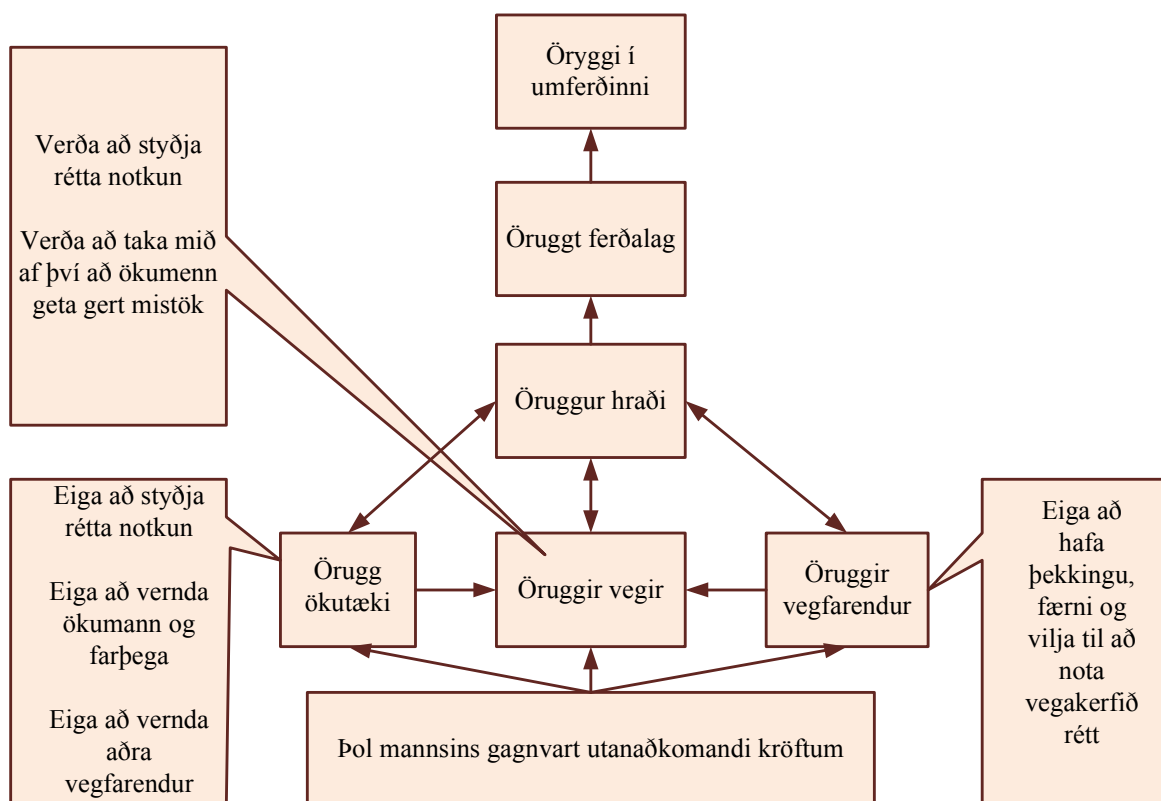 Öryggi í
umferðinni
Verða að styðja
rétta notkun
Verða að taka mið
af því að ökumenn
geta gert mistök
Öruggt ferðalag
Öruggur hraði
Eiga að styðja
rétta notkun
Eiga að vernda
ökumann og
farþega
Eiga að vernda
aðra
vegfarendur
Örugg
ökutæki
Öruggir vegir
Öruggir
vegfarendur
Eiga að
hafa
þekkingu,
færni og
vilja til að
nota
vegakerfið
rétt
Þol mannsins gagnvart utanaðkomandi kröftum